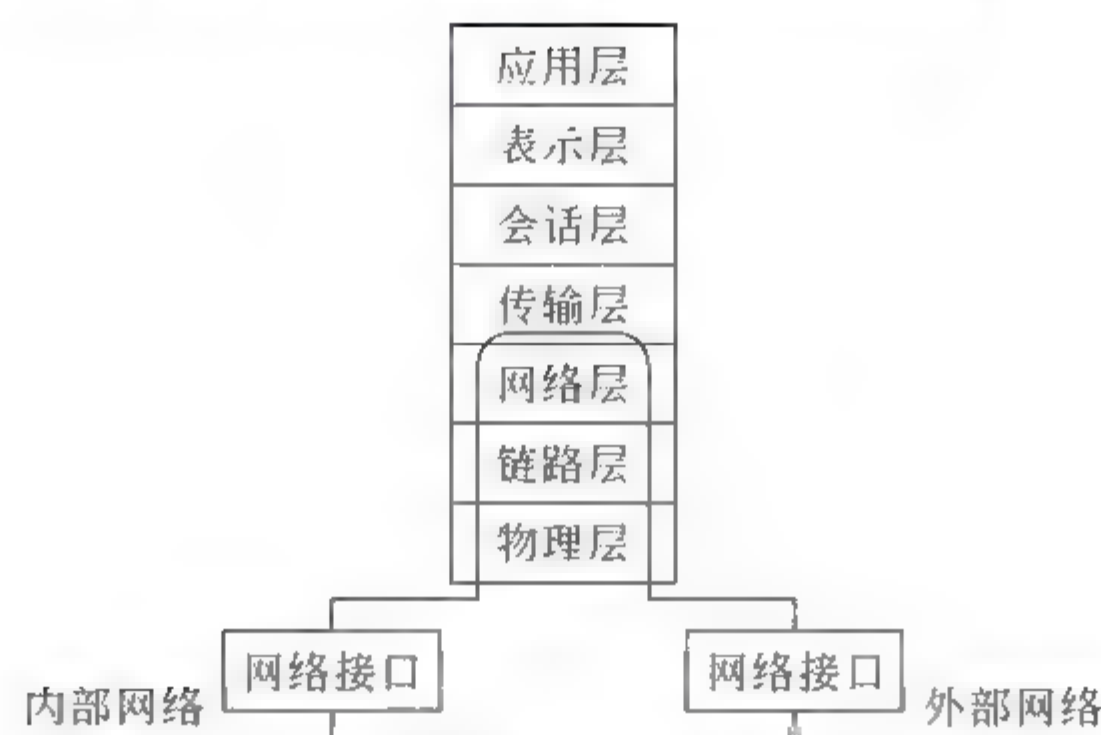 应用层
表示层
会话层
传输层
网络层
链路层
物理层
网络接口
网络接口
内部网络
外部网络